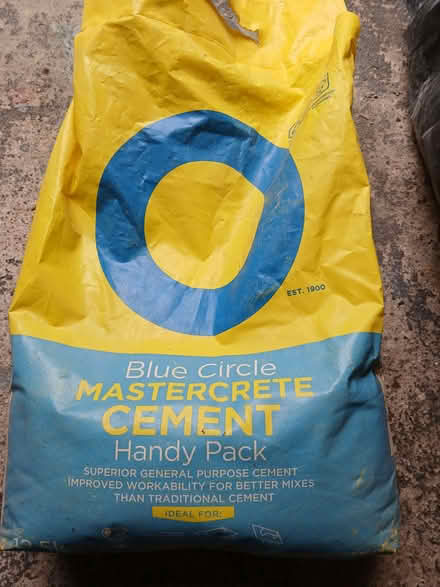 EST. 1900
Blue Circle
MASTERCRETE
CEMENT
Handy Pack
SUPERIOR GENERAL PURPOSE CEMENT
IMPROVED WORKABILITY FOR BETTER MIXES
THAN TRADITIONAL CEMENT
IDEAL FOR: